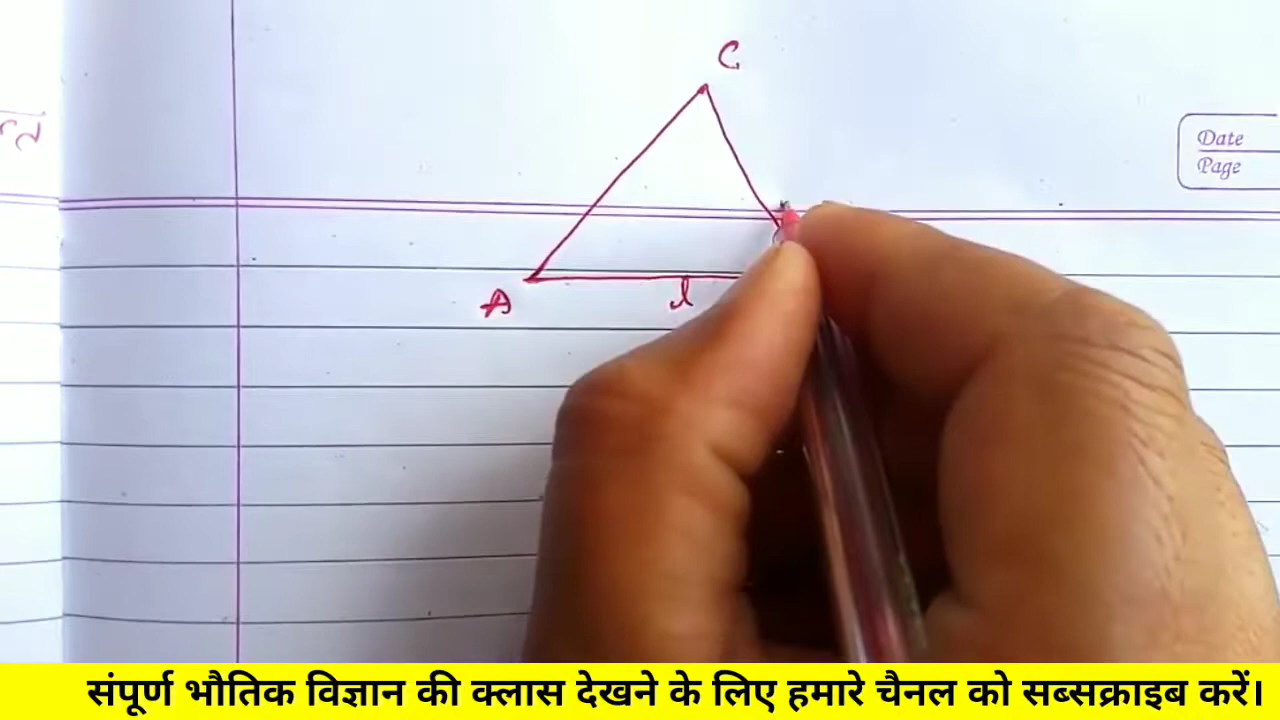 C
Date
Page
A
l
संपूर्ण भौतिक विज्ञान की क्लास देखने के लिए हमारे चैनल को सब्सक्राइब करें।